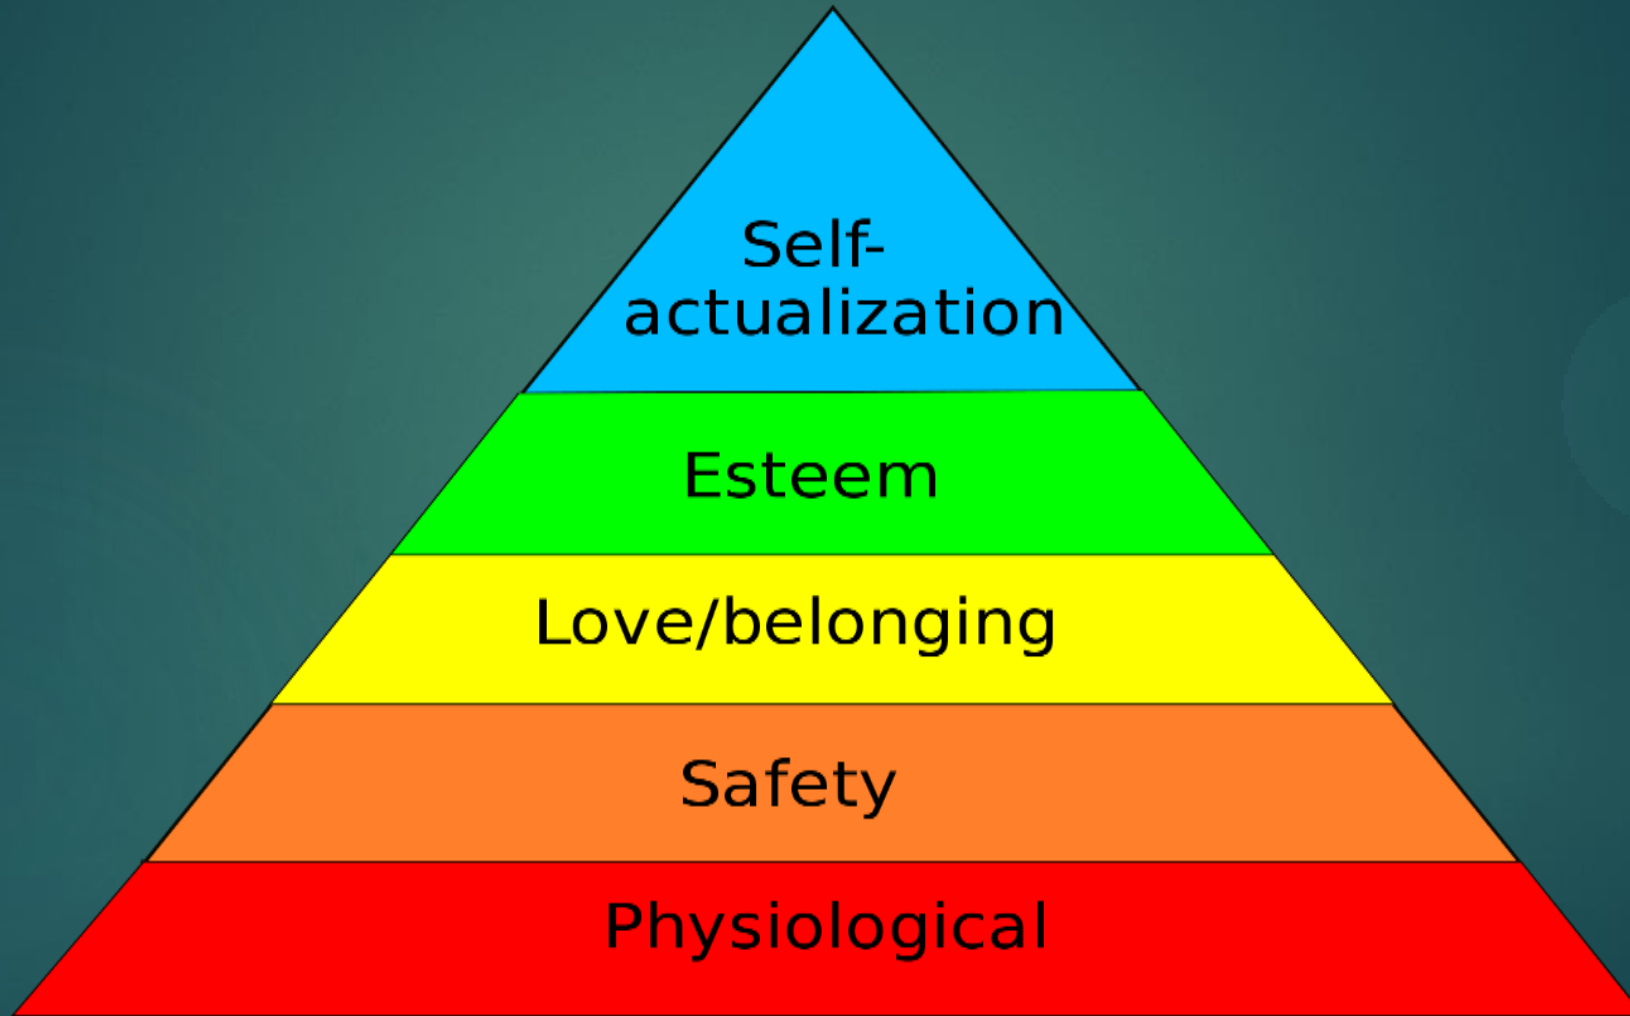 Self-
actualization
Esteem
Love/belonging
Safety
Physiological